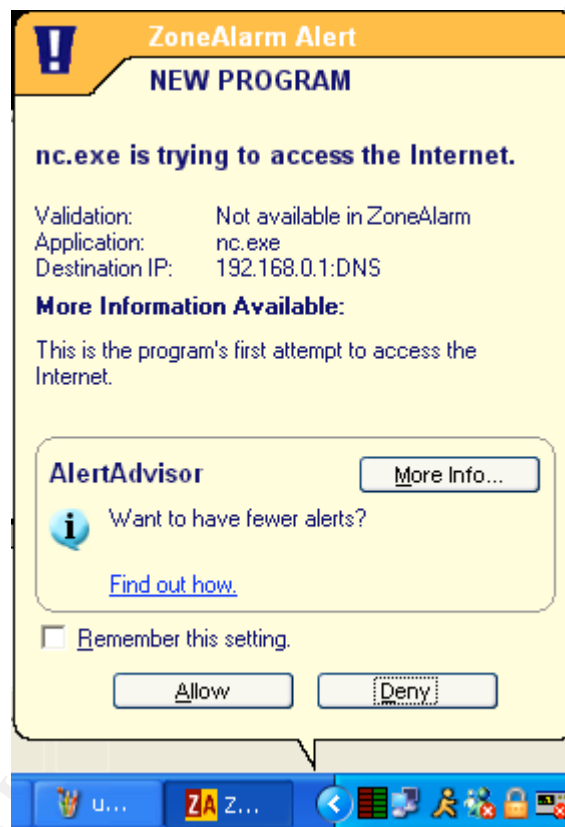 ZoneAlarm Alert
NEW PROGRAM
nc.exe is trying to access the Internet.
Validation: Not available in ZoneAlarm
Application: nc.exe
Destination IP: 192.168.0.1:DNS
More Information Available:
This is the program's first attempt to access the
Internet.
AlertAdvisor
More Info...
Want to have fewer alerts?
Find out how.
Remember this setting.
Allow Deny
u... ZA Z...